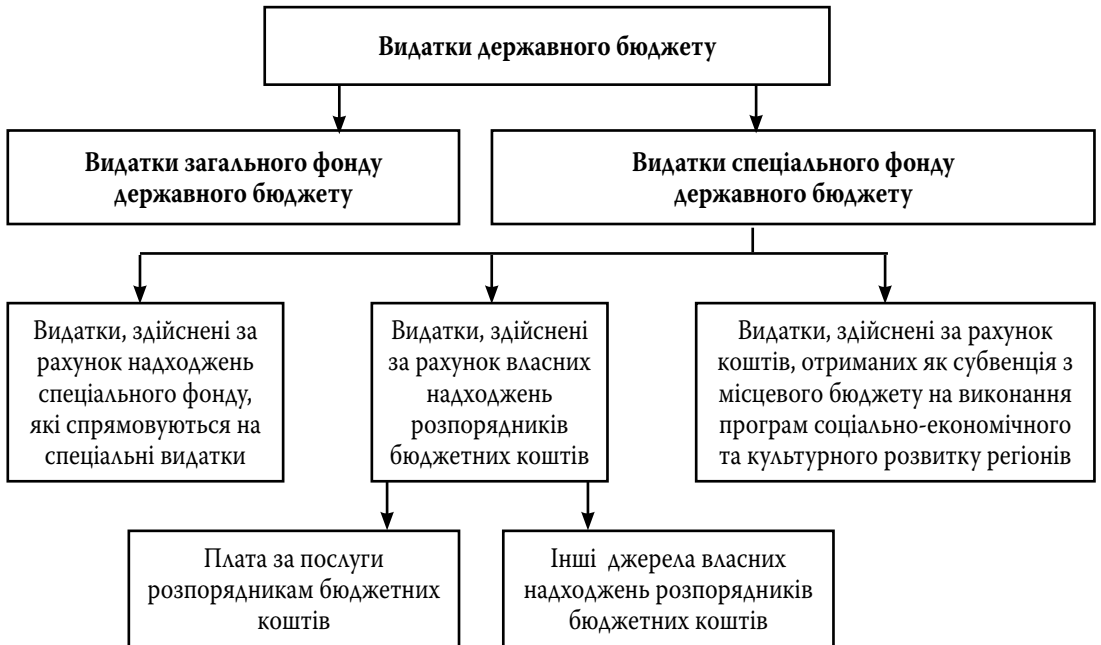 Видатки державного бюджету
Видатки загального фонду
державного бюджету
Видатки спеціального фонду
державного бюджету
Видатки, здійснені за
рахунок надходжень
спеціального фонду,
які спрямовуються на
спеціальні видатки
Видатки, здійснені
за рахунок власних
надходжень
розпорядників
бюджетних коштів
Видатки, здійснені за рахунок
коштів, отриманих як субвенція з
місцевого бюджету на виконання
програм соціально-економічного
та культурного розвитку регіонів
Плата за послуги
розпорядникам бюджетних
коштів
Інші джерела власних
надходжень розпорядників
бюджетних коштів